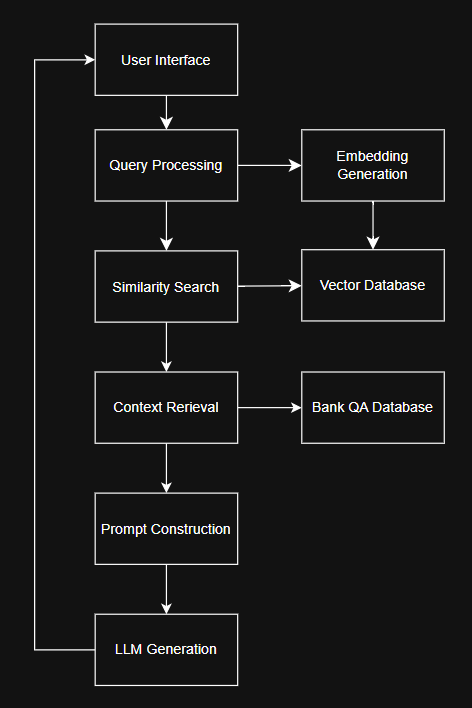 User Interface
Query Processing
Embedding
Generation
Similarity Search
Vector Database
Context Rerieval
Bank QA Database
Prompt Construction
LLM Generation